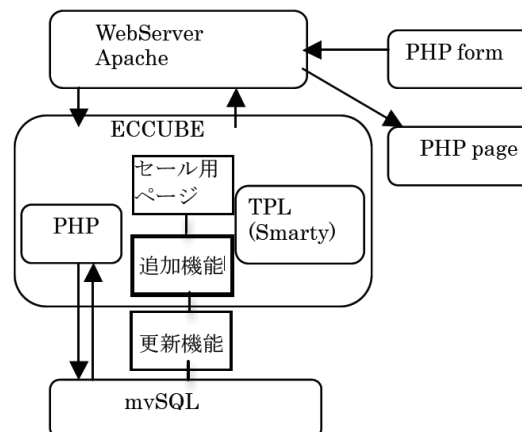 WebServer
Apache
PHP form
ECCUBE
PHP page
セール用
ページ
TPL
(Smarty)
PHP
追加機能
更新機能
mySQL